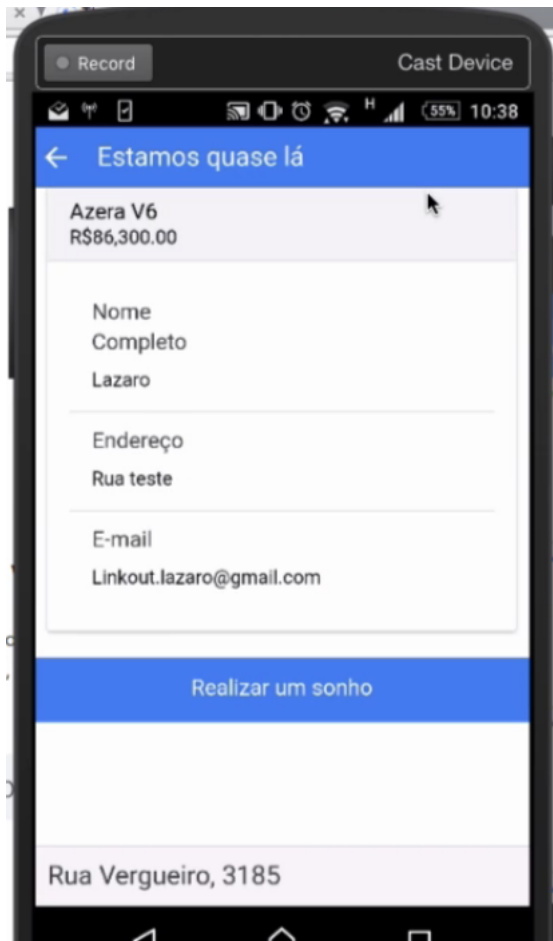 Record
Cast Device
H
55%
10:38
Estamos quase lá
Azera V6
R$86,300.00
Nome
Completo
Lazaro
Endereço
Rua teste
E-mail
Linkout.lazaro@gmail.com
Realizar um sonho
Rua Vergueiro, 3185